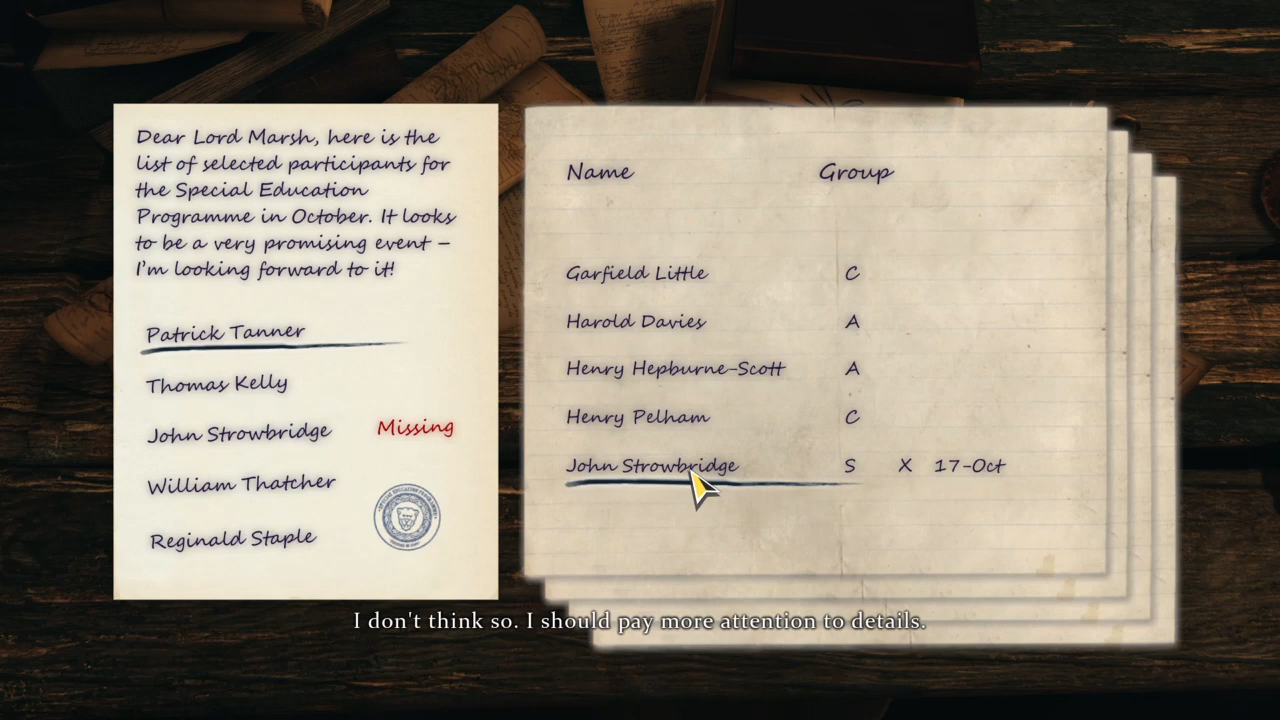 Dear Lord Marsh, here is the
list of selected participants for
the Special Education
Programme in October. It looks
to be a very promising event –
I'm looking forward to it!
Patrick Tanner
Thomas Kelly
John Strowbridge Missing
William Thatcher
Reginald Staple
Name Group
Garfield Little C
Harold Davies A
Henry Hepburne-Scott A
Henry Pelham C
John Strowbridge S X 17-Oct
I don't think so. I should pay more attention to details.